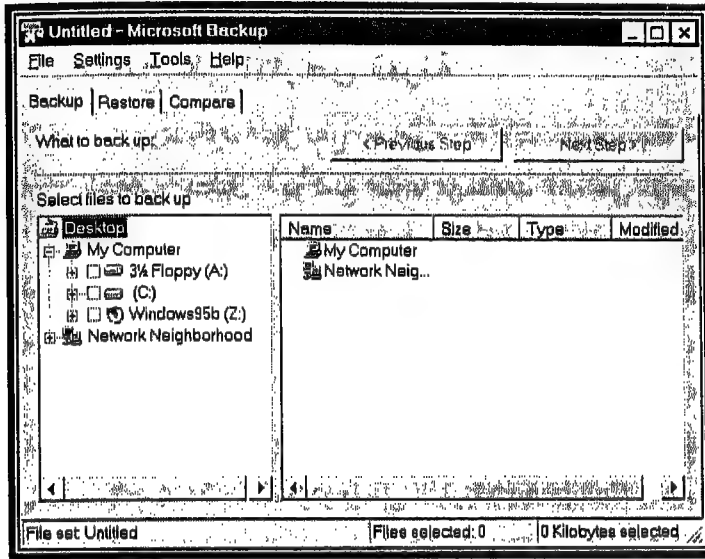 Untitled - Microsoft Backup
File Settings Tools Help
Backup Restore Compare
What to back up:
< Previous Step Next Step >
Select files to back up
Desktop
My Computer
3½ Floppy (A:)
(C:)
Windows95b (Z:)
Network Neighborhood
Name Size Type Modified
My Computer
Network Neig...
File set: Untitled Files selected: 0 0 Kilobytes selected